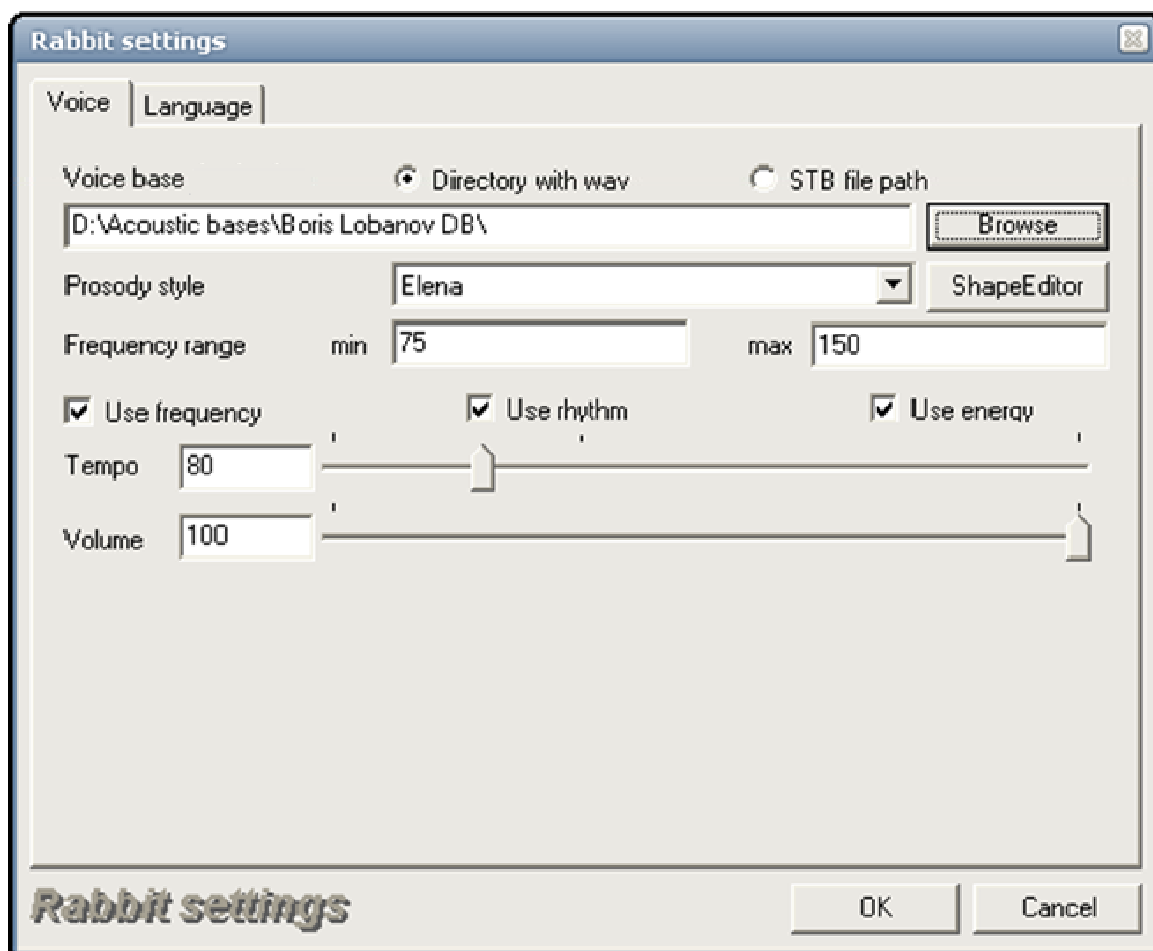 Rabbit settings
Voice Language
Voice base Directory with wav STB file path
D:\Acoustic bases\Boris Lobanov DB\ Browse
Prosody style Elena ShapeEditor
Frequency range min 75 max 150
Use frequency Use rhythm Use energy
Tempo 80
Volume 100
Rabbit settings OK Cancel